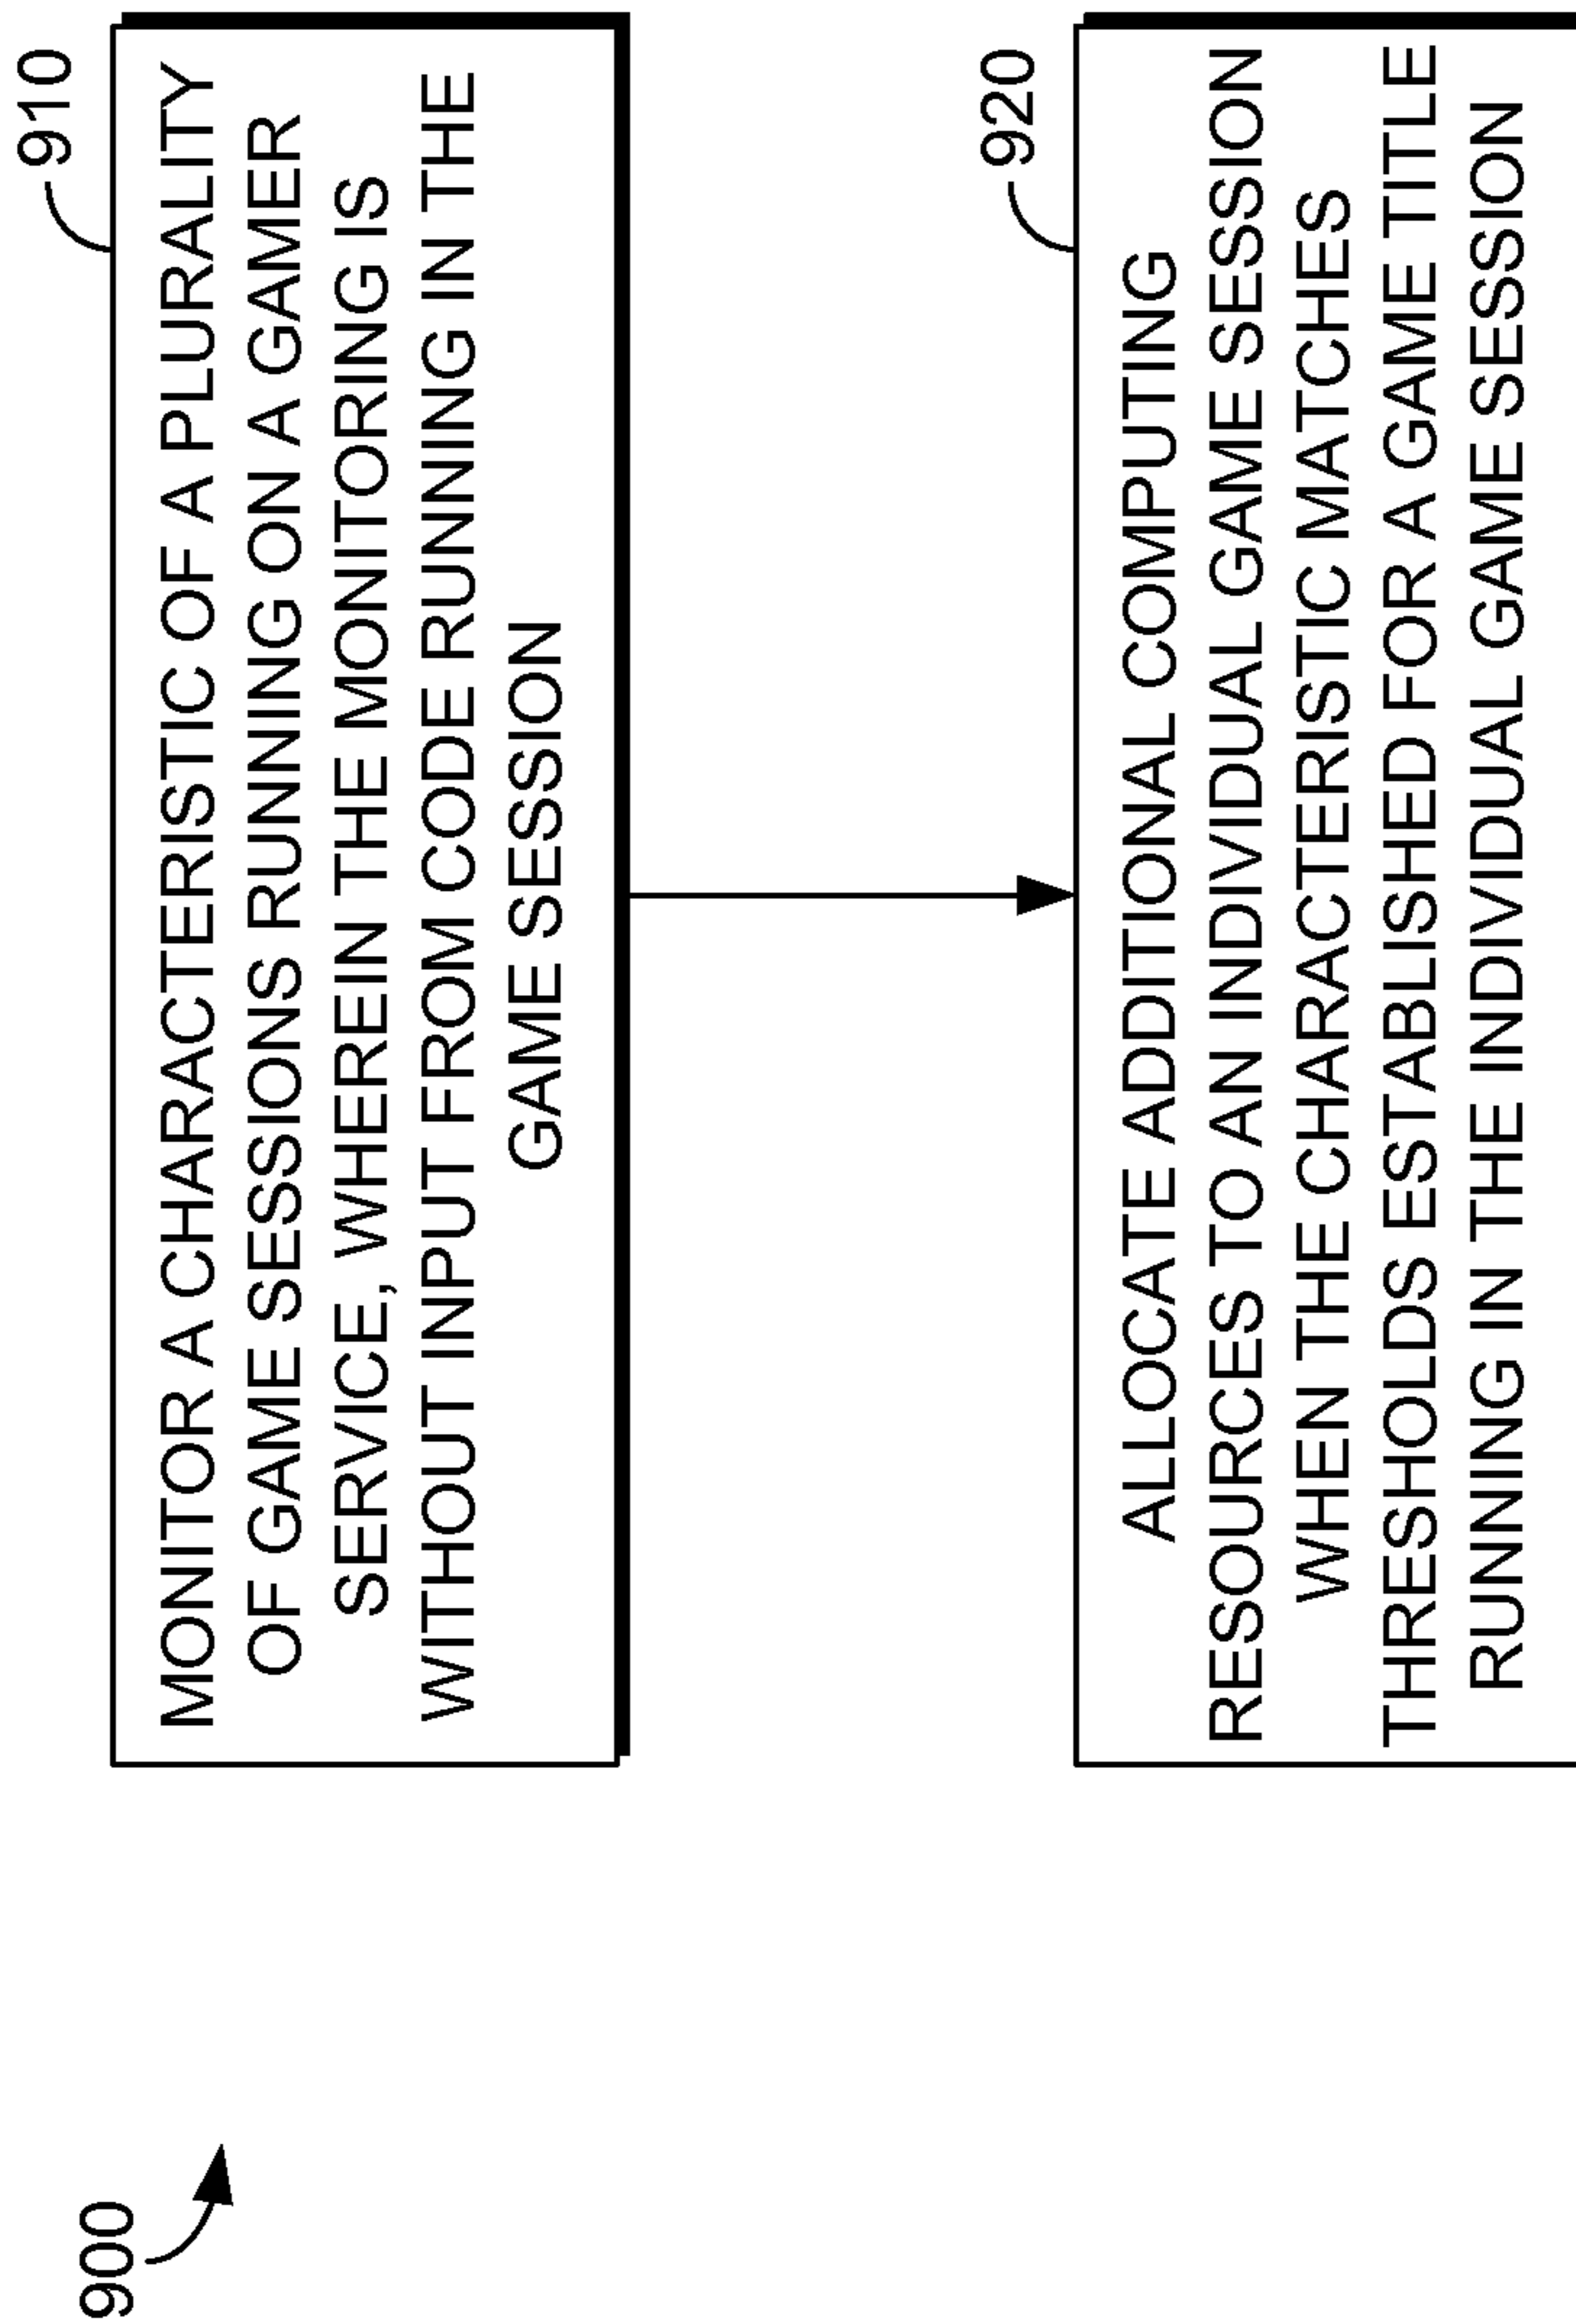 900
910
MONITOR A CHARACTERISTIC OF A PLURALITY
OF GAME SESSIONS RUNNING ON A GAMER
SERVICE, WHEREIN THE MONITORING IS
WITHOUT INPUT FROM CODE RUNNING IN THE
GAME SESSION
920
ALLOCATE ADDITIONAL COMPUTING
RESOURCES TO AN INDIVIDUAL GAME SESSION
WHEN THE CHARACTERISTIC MATCHES
THRESHOLDS ESTABLISHED FOR A GAME TITLE
RUNNING IN THE INDIVIDUAL GAME SESSION